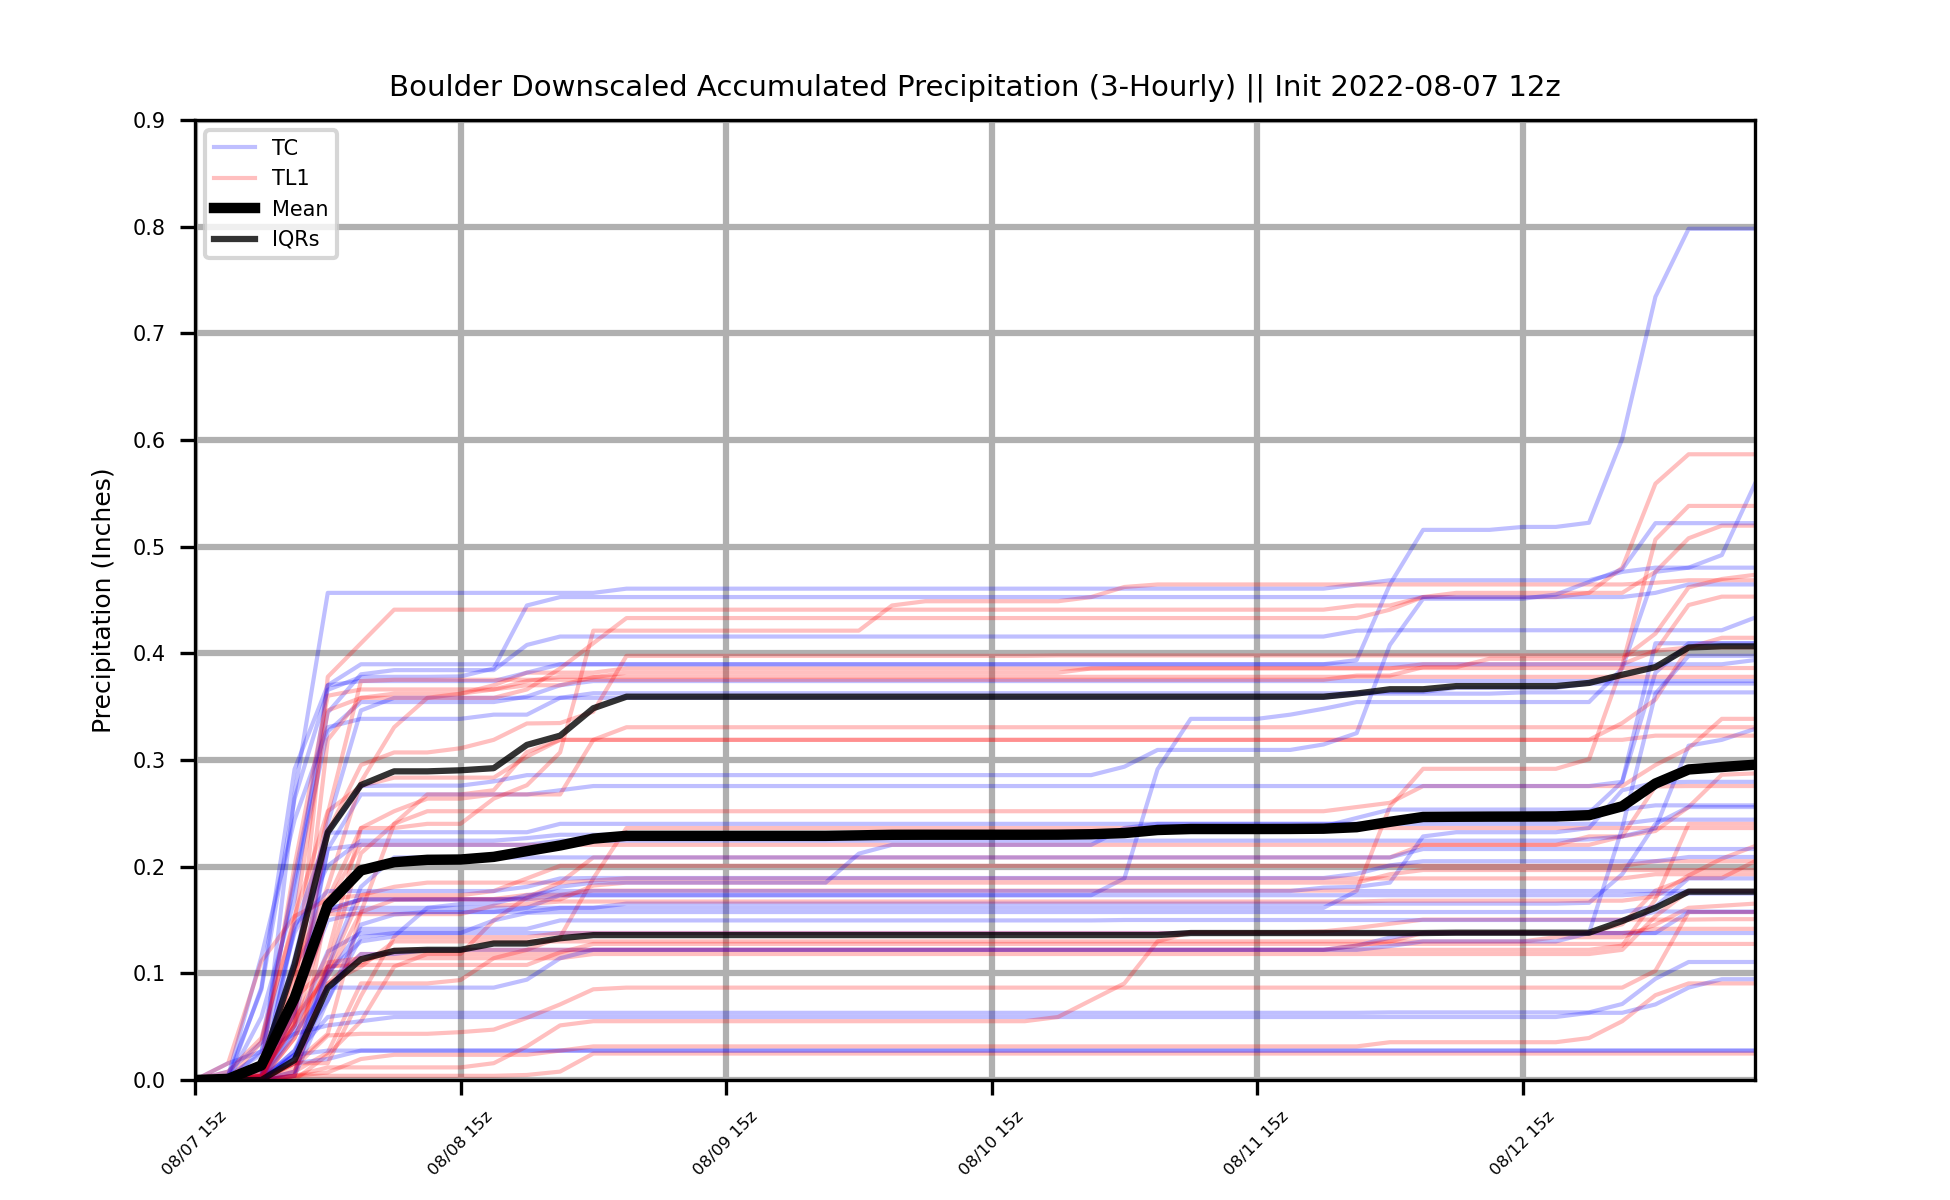 Boulder Downscaled Accumulated Precipitation (3-Hourly) || Init 2022-08-07 12z
TC
TL1
Mean
IQRs
Precipitation (Inches)
0.9
0.8
0.7
0.6
0.5
0.4
0.3
0.2
0.1
0.0
08/07 15z
08/08 15z
08/09 15z
08/10 15z
08/11 15z
08/12 15z